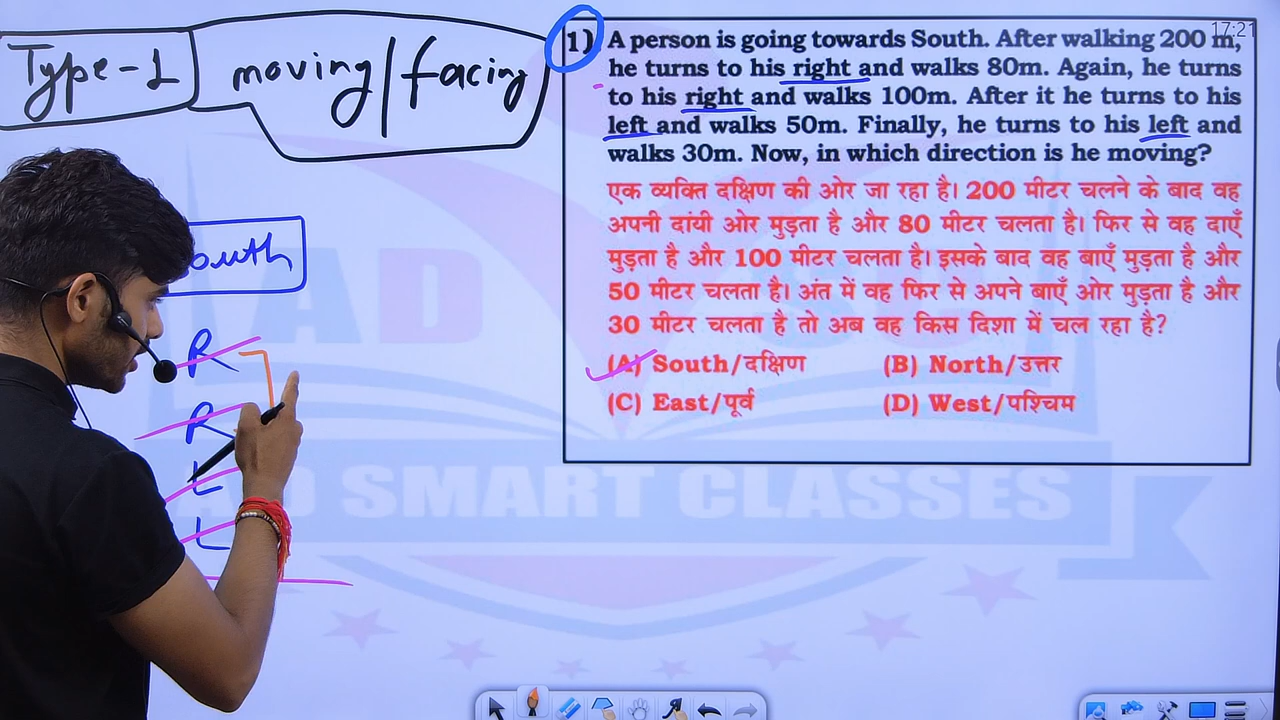 Type-1
moving/facing
outh
R
R
L
L
17:21
1) A person is going towards South. After walking 200 m,
he turns to his right and walks 80m. Again, he turns
to his right and walks 100m. After it he turns to his
left and walks 50m. Finally, he turns to his left and
walks 30m. Now, in which direction is he moving?
एक व्यक्ति दक्षिण की ओर जा रहा है। 200 मीटर चलने के बाद वह
अपनी दांयी ओर मुड़ता है और 80 मीटर चलता है। फिर से वह दाएँ
मुड़ता है और 100 मीटर चलता है। इसके बाद वह बाएँ मुड़ता है और
50 मीटर चलता है। अंत में वह फिर से अपने बाएँ ओर मुड़ता है और
30 मीटर चलता है तो अब वह किस दिशा में चल रहा है?
(A) South/दक्षिण (B) North/उत्तर
(C) East/पूर्व (D) West/पश्चिम
AD
AD SMART CLASSES